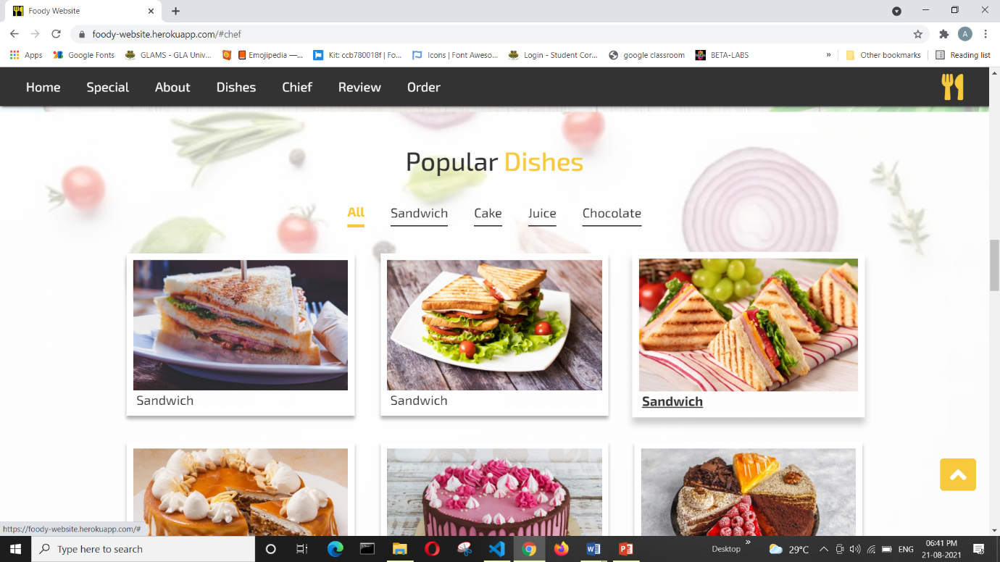 Foody Website
foody-website.herokuapp.com/#chef
Apps Google Fonts GLAMS - GLA Univ... Emojipedia —... Kit: ccb780018f | Fo... Icons | Font Aweso... Login - Student Cor... google classroom BETA-LABS » Other bookmarks Reading list
A
Home Special About Dishes Chief Review Order
Popular Dishes
All Sandwich Cake Juice Chocolate
Sandwich Sandwich Sandwich
https://foody-website.herokuapp.com/#
Type here to search Desktop » 29°C ENG 06:41 PM
21-08-2021